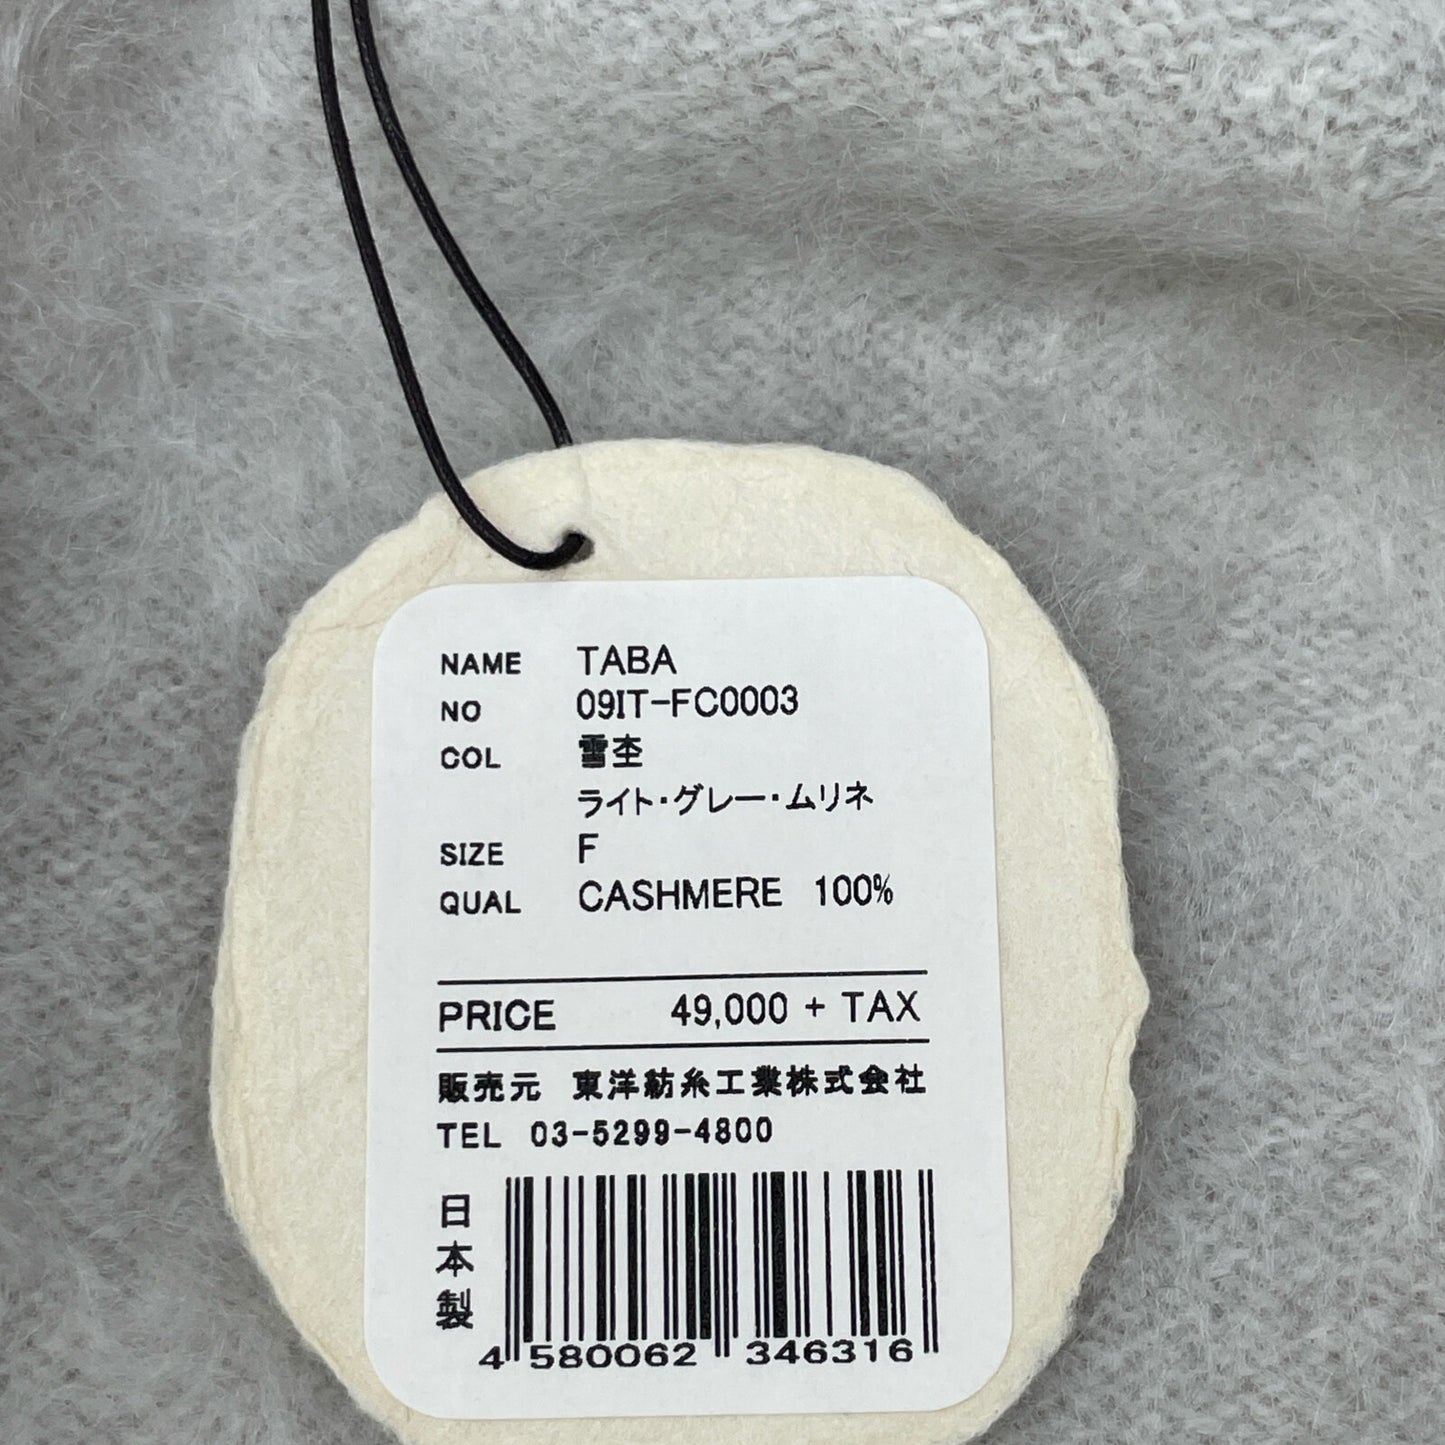 NAME TABA
NO 09IT-FC0003
COL 雪杢
ライト・グレー・ムリネ
SIZE F
QUAL CASHMERE 100%
PRICE 49,000 + TAX
販売元 東洋紡糸工業株式会社
TEL 03-5299-4800
日本製
4 580062 346316